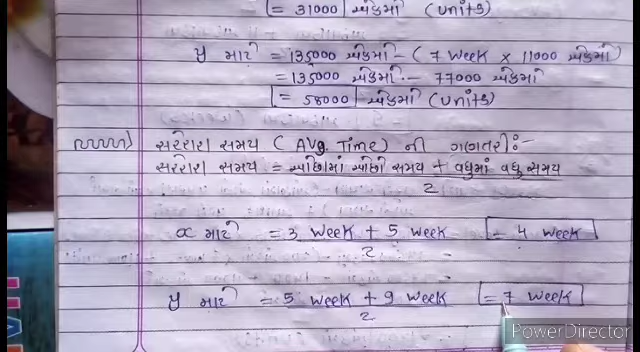 = 31000 એકમો (units)
y માટે = 135000 એકમો - (7 week × 11000 એકમો)
= 135000 એકમો - 77000 એકમો
= 58000 એકમો (units)
સરેરાશ સમય (Avg. Time) ની ગણતરી:-
સરેરાશ સમય = ઓછામાં ઓછો સમય + વધુમાં વધુ સમય
2
x માટે = 3 week + 5 week = 4 week
2
y માટે = 5 week + 9 week = 7 week
2
PowerDirector